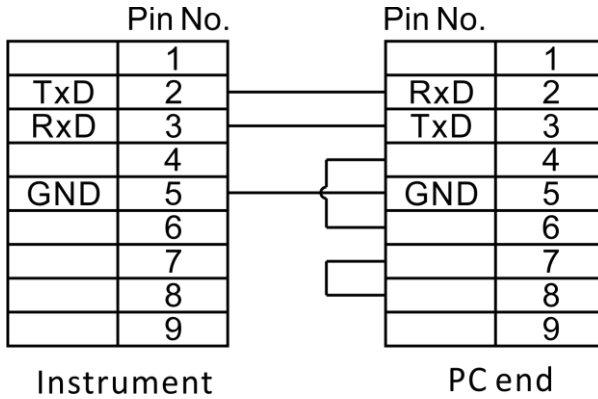 Pin No. Pin No.
1 1
TxD 2 RxD 2
RxD 3 TxD 3
4 4
GND 5 GND 5
6 6
7 7
8 8
9 9
Instrument PC end